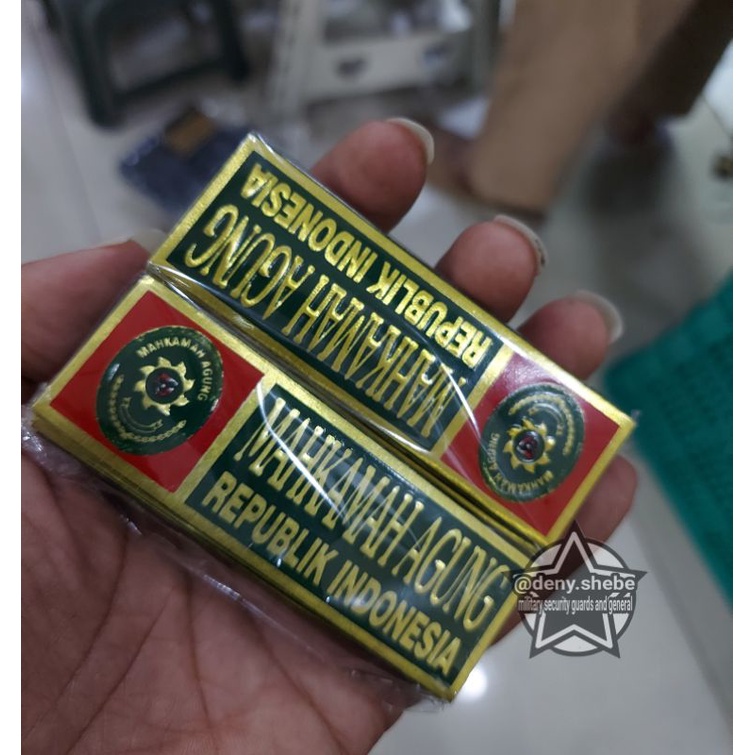 MAHKAMAH AGUNG
REPUBLIK INDONESIA
MAHKAMAH AGUNG
MAHKAMAH AGUNG
MAHKAMAH AGUNG
REPUBLIK INDONESIA
@deny.shebe
military security guards and general